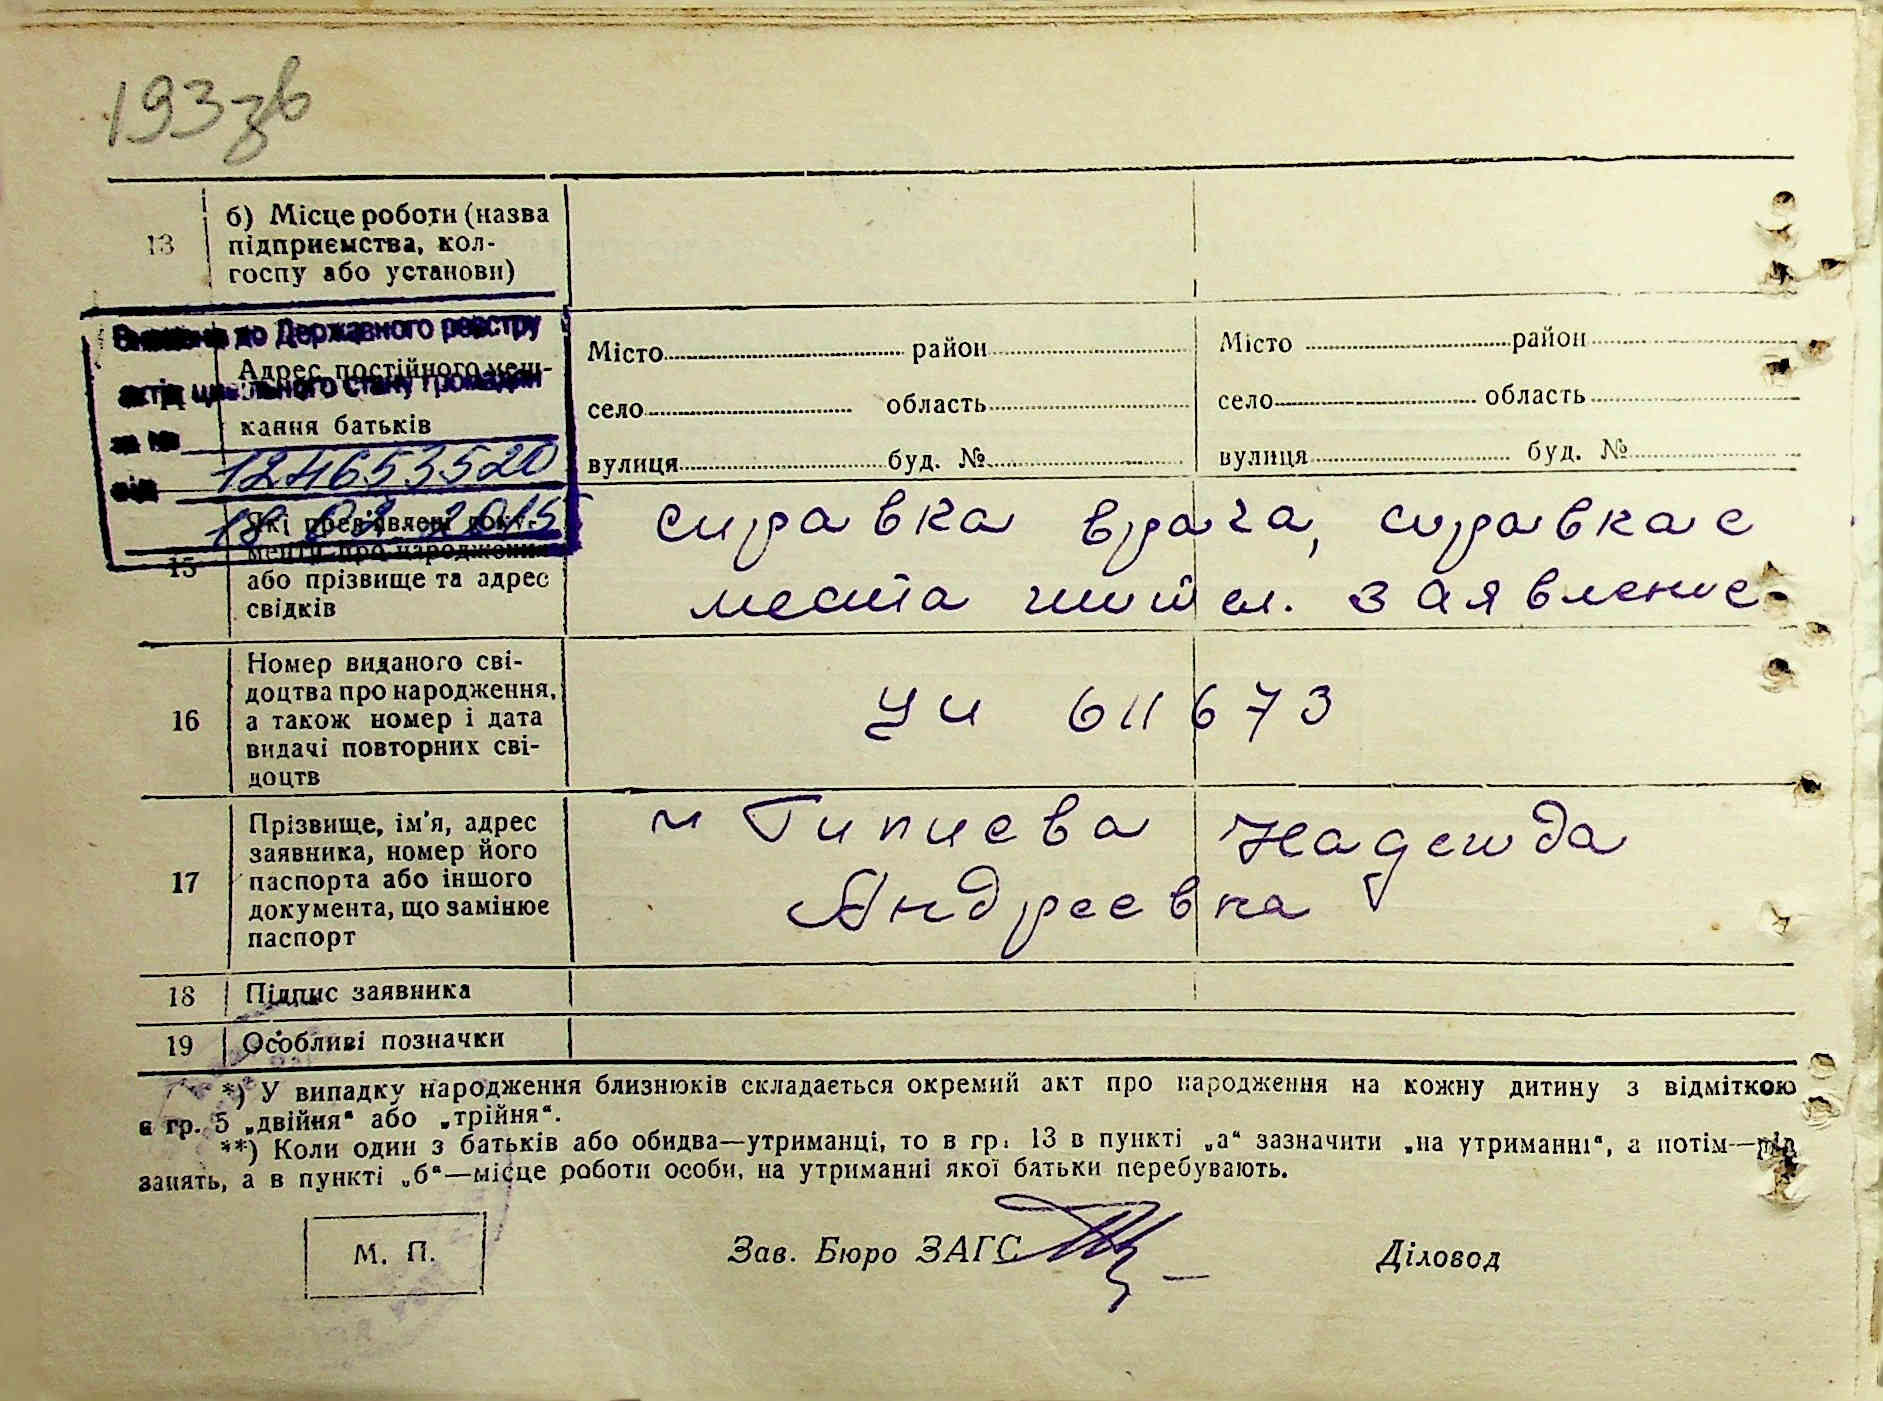 193зв
13
б) Місце роботи (назва
підприємства, кол-
госпу або установи)
Внесено до Державного реєстру
актів цивільного стану громадян
за №
124653520
від
18 02 2015
Адрес постійного меш-
кання батьків
Місто район
село область
вулиця буд. №
Місто район
село область
вулиця буд. №
15
Які пред'явлені доку-
менти про народження
або прізвище та адрес
свідків
справка врача, справка с
места жител. заявление
16
Номер виданого сві-
доцтва про народження,
а також номер і дата
видачі повторних сві-
доцтв
УИ 611673
17
Прізвище, ім'я, адрес
заявника, номер його
паспорта або іншого
документа, що замінює
паспорт
Надежда
Андреевна
18
Підпис заявника
19
Особливі позначки
*) У випадку народження близнюків складається окремий акт про народження на кожну дитину з відміткою
в гр. 5 „двійня“ або „трійня“.
**) Коли один з батьків або обидва—утриманці, то в гр. 13 в пункті „а“ зазначити „на утриманні“, а потім—рід
занять, а в пункті „б“—місце роботи особи, на утриманні якої батьки перебувають.
М. П.
Зав. Бюро ЗАГС
Діловод